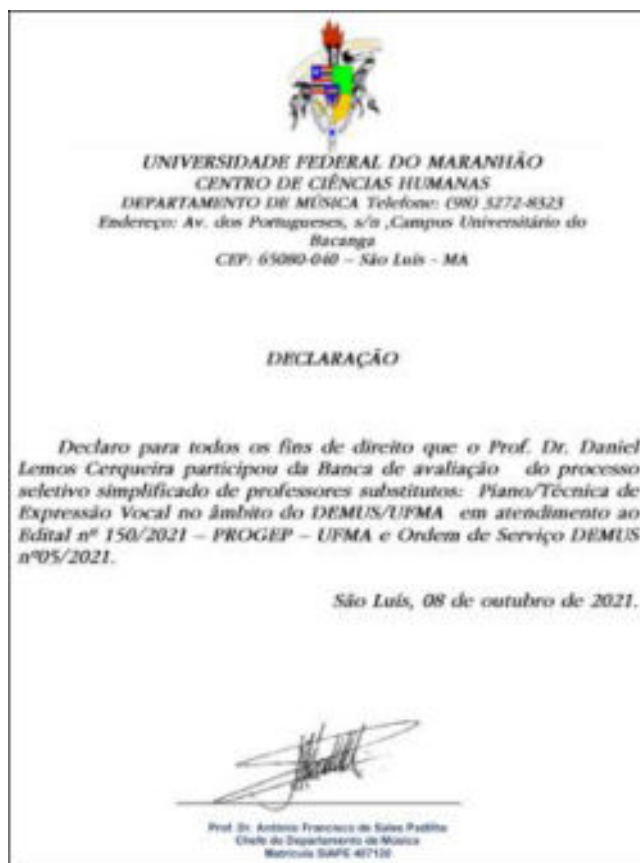 UNIVERSIDADE FEDERAL DO MARANHÃO
CENTRO DE CIÊNCIAS HUMANAS
DEPARTAMENTO DE MÚSICA Telefone: (98) 3272-8323
Endereço: Av. dos Portugueses, s/n ,Campus Universitário do
Bacanga
CEP: 65080-040 – São Luís - MA
DECLARAÇÃO
Declaro para todos os fins de direito que o Prof. Dr. Daniel
Lemos Cerqueira participou da Banca de avaliação do processo
seletivo simplificado de professores substitutos: Piano/Técnica de
Expressão Vocal no âmbito do DEMUS/UFMA em atendimento ao
Edital nº 150/2021 – PROGEP – UFMA e Ordem de Serviço DEMUS
nº05/2021.
São Luís, 08 de outubro de 2021.
Prof. Dr. Antônio Francisco de Sales Padilha
Chefe do Departamento de Música
Matrícula SIAPE 407120